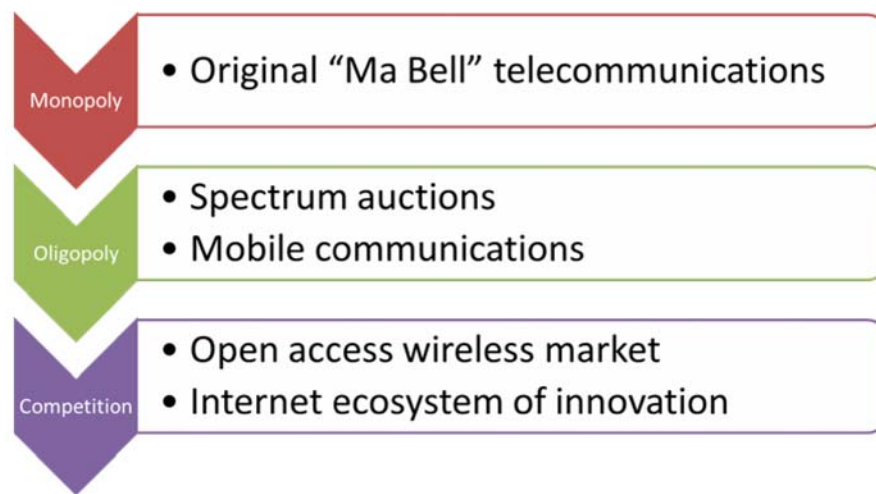 Monopoly
• Original “Ma Bell” telecommunications
Oligopoly
• Spectrum auctions
• Mobile communications
Competition
• Open access wireless market
• Internet ecosystem of innovation